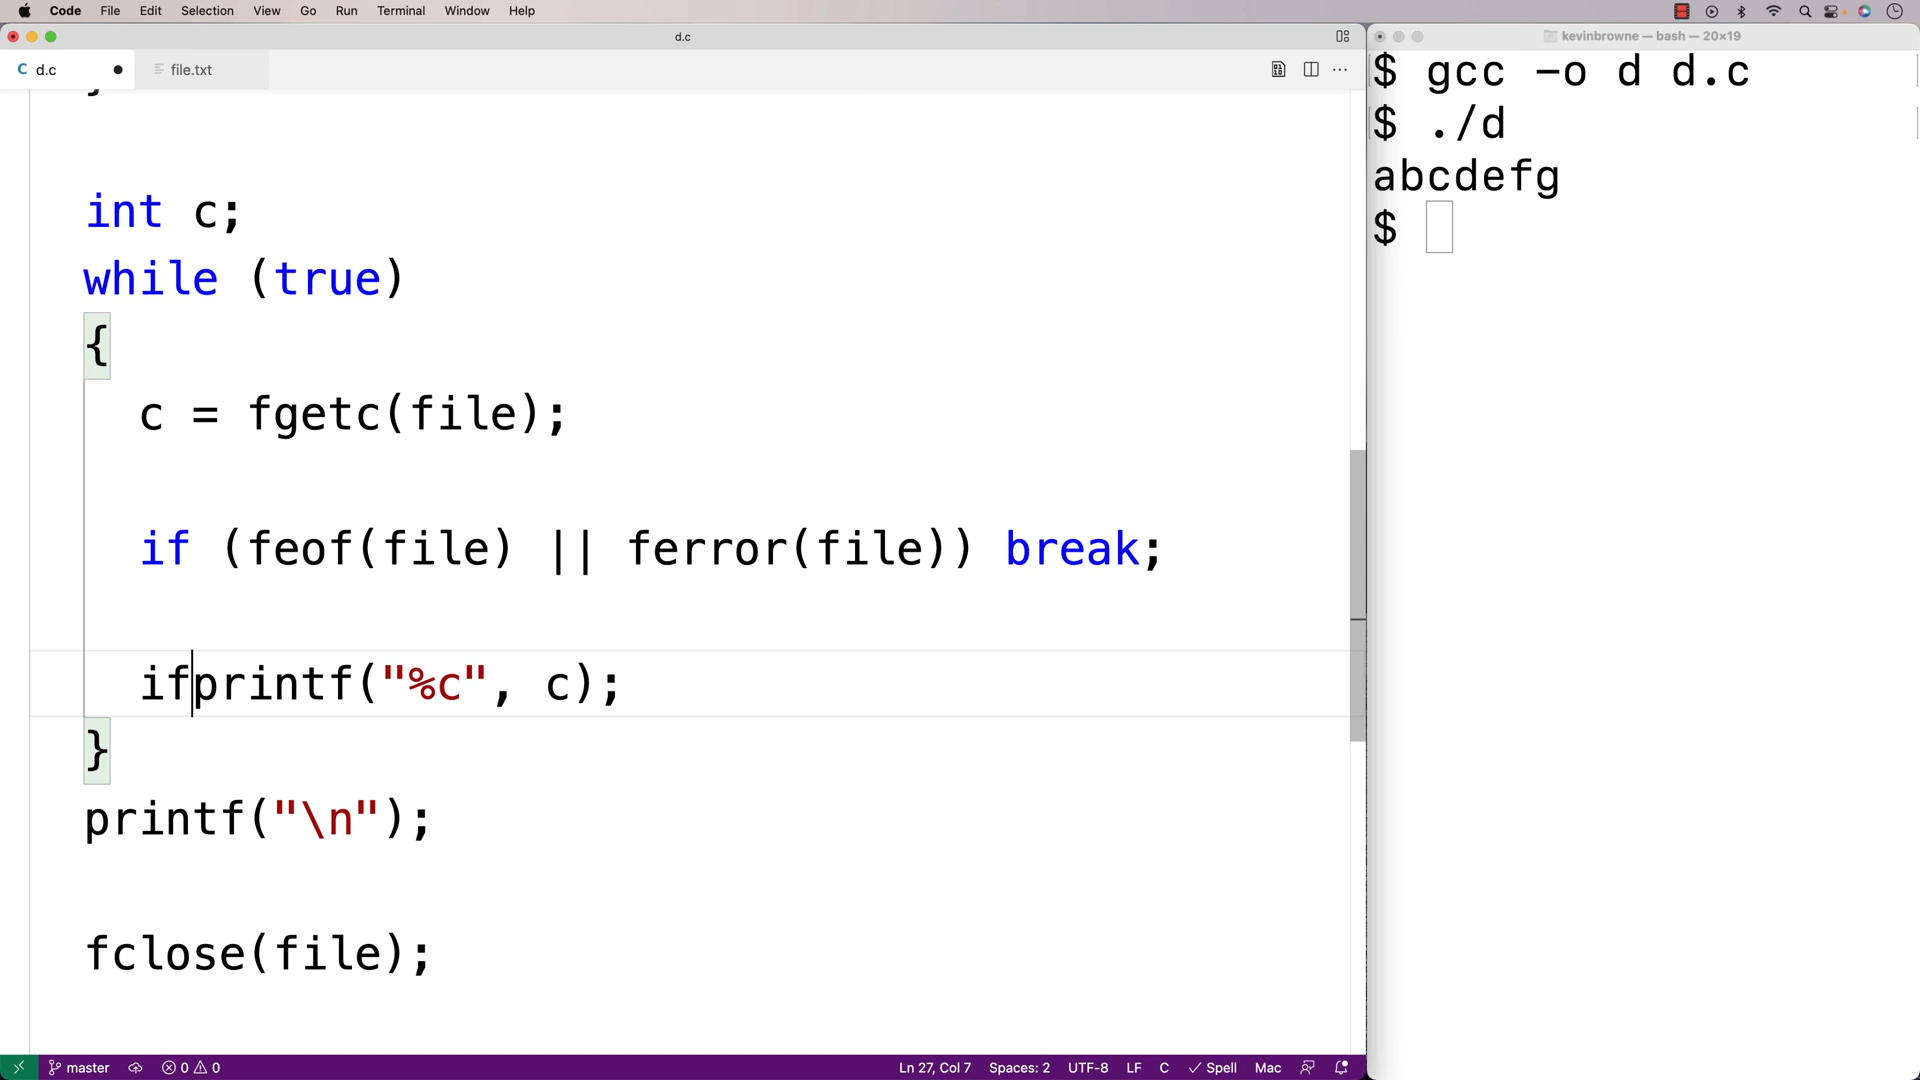 Code File Edit Selection View Go Run Terminal Window Help
d.c
C d.c file.txt
}
int c;
while (true)
{
c = fgetc(file);
if (feof(file) || ferror(file)) break;
ifprintf("%c", c);
}
printf("\n");
fclose(file);
master 0 0 Ln 27, Col 7 Spaces: 2 UTF-8 LF C Spell Mac
kevinbrowne — bash — 20×19
$ gcc -o d d.c
$ ./d
abcdefg
$